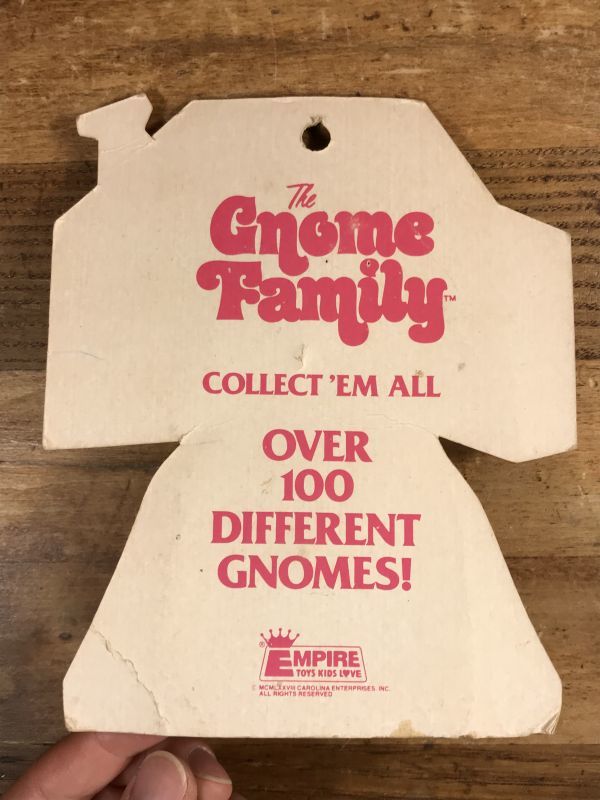 The
Gnome
Family™
COLLECT 'EM ALL
OVER
100
DIFFERENT
GNOMES!
® EMPIRE
TOYS KIDS L♥VE
© MCMLXXVIII CAROLINA ENTERPRISES INC.
ALL RIGHTS RESERVED